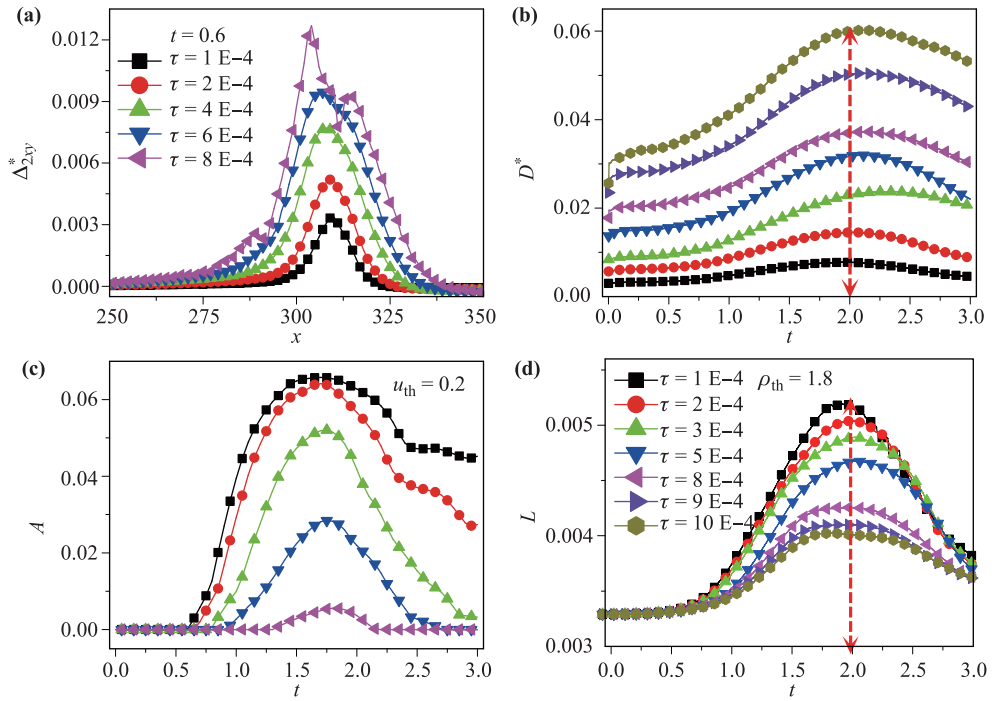 (a)
t = 0.6
τ = 1 E−4
τ = 2 E−4
τ = 4 E−4
τ = 6 E−4
τ = 8 E−4
0.012
0.009
0.006
0.003
0.000
Δ*2xy
250 275 300 325 350
x
(b)
0.06
0.04
0.02
0.00
D*
0.0 0.5 1.0 1.5 2.0 2.5 3.0
t
(c)
u_th = 0.2
0.06
0.04
0.02
0.00
A
0.0 0.5 1.0 1.5 2.0 2.5 3.0
t
(d)
τ = 1 E−4 ρ_th = 1.8
τ = 2 E−4
τ = 3 E−4
τ = 5 E−4
τ = 8 E−4
τ = 9 E−4
τ = 10 E−4
0.005
0.004
0.003
L
0.0 0.5 1.0 1.5 2.0 2.5 3.0
t